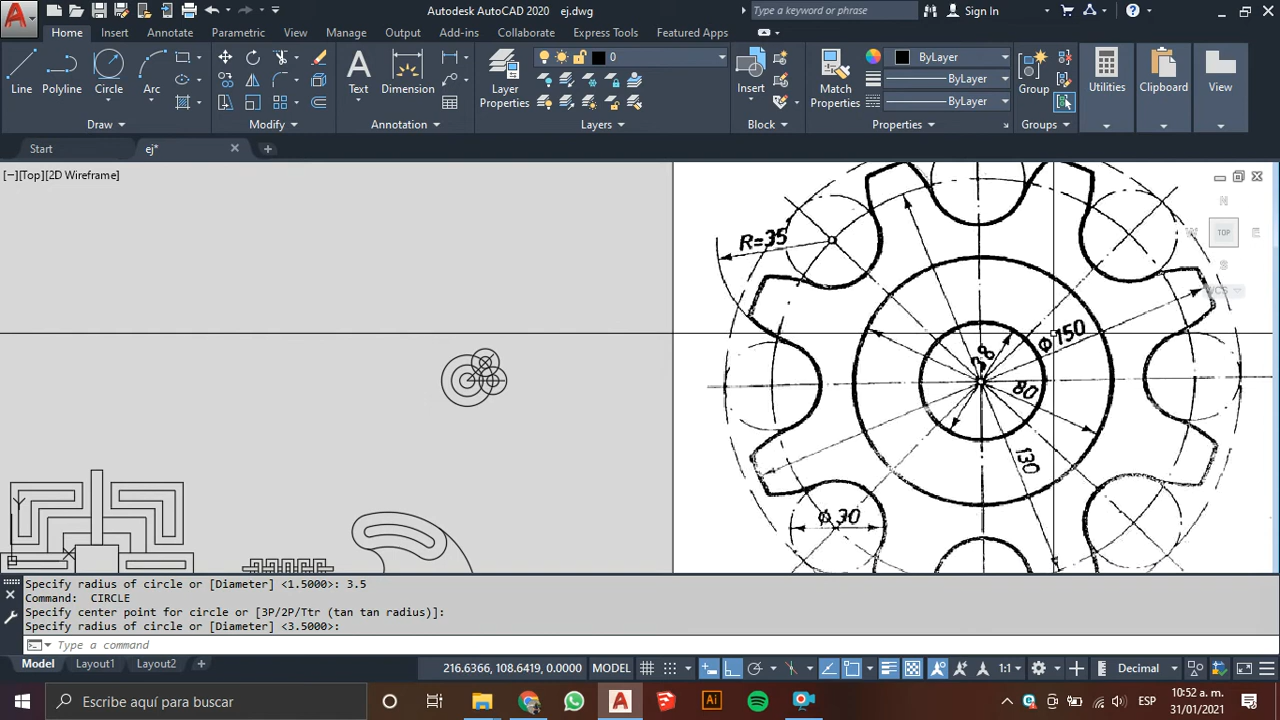 Autodesk AutoCAD 2020 ej.dwg
Type a keyword or phrase
Sign In
Home Insert Annotate Parametric View Manage Output Add-ins Collaborate Express Tools Featured Apps
Line Polyline Circle Arc
Text Dimension
Layer Properties
0
Insert
Match Properties
ByLayer
ByLayer
ByLayer
Group
Utilities
Clipboard
View
Draw Modify Annotation Layers Block Properties Groups
Start ej*
[−][Top][2D Wireframe]
N
W TOP E
S
WCS
R=35
Ø150
38
80
130
Ø30
Y
X
Specify radius of circle or [Diameter] <1.5000>: 3.5
Command: CIRCLE
Specify center point for circle or [3P/2P/Ttr (tan tan radius)]:
Specify radius of circle or [Diameter] <3.5000>:
Type a command
Model Layout1 Layout2
216.6366, 108.6419, 0.0000 MODEL 1:1 Decimal
Escribe aquí para buscar
ESP
10:52 a. m.
31/01/2021